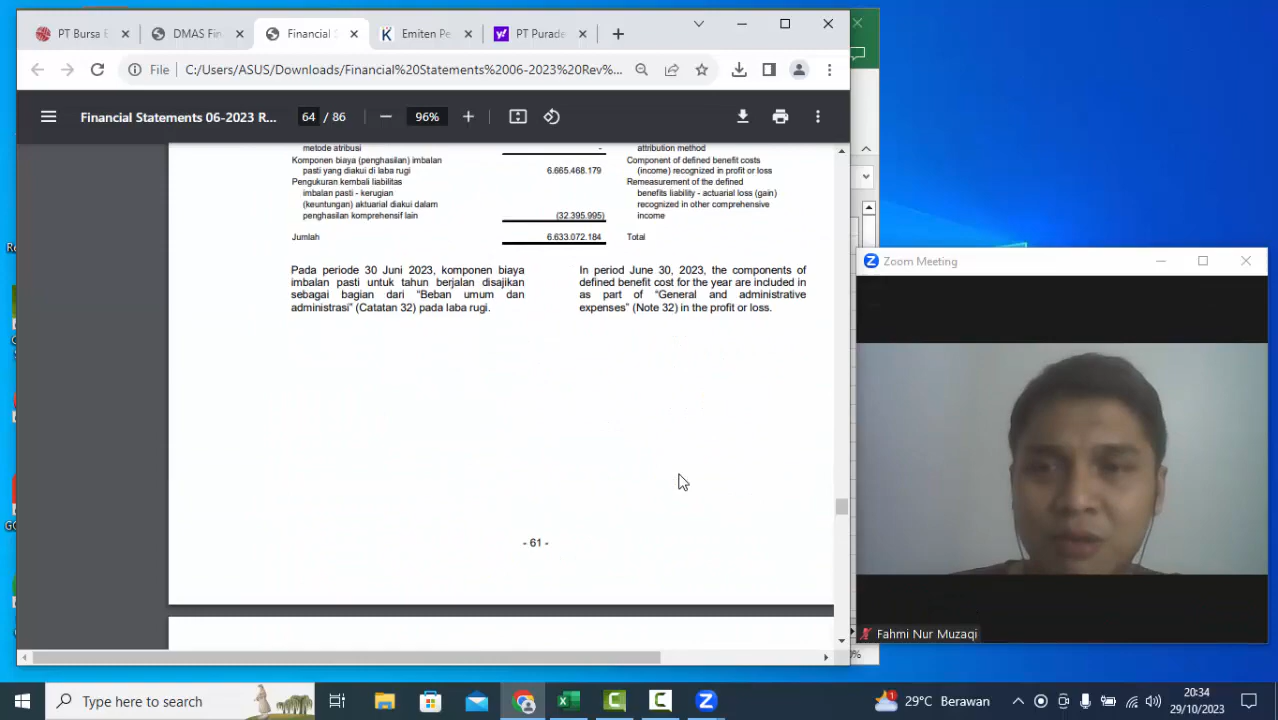 PT Bursa E
DMAS Fin
Financial S
Emiten Pe
PT Purade
File
C:/Users/ASUS/Downloads/Financial%20Statements%2006-2023%20Rev%...
Financial Statements 06-2023 R...
64 / 86
96%
metode atribusi - attribution method
Komponen biaya (penghasilan) imbalan Component of defined benefit costs
pasti yang diakui di laba rugi 6.665.468.179 (income) recognized in profit or loss
Pengukuran kembali liabilitas Remeasurement of the defined
imbalan pasti - kerugian benefits liability - actuarial loss (gain)
(keuntungan) aktuarial diakui dalam recognized in other comprehensive
penghasilan komprehensif lain (32.395.995) income
Jumlah 6.633.072.184 Total
Pada periode 30 Juni 2023, komponen biaya
imbalan pasti untuk tahun berjalan disajikan
sebagai bagian dari “Beban umum dan
administrasi” (Catatan 32) pada laba rugi.
In period June 30, 2023, the components of
defined benefit cost for the year are included in
as part of “General and administrative
expenses” (Note 32) in the profit or loss.
- 61 -
Zoom Meeting
Fahmi Nur Muzaqi
Type here to search
29°C Berawan
20:34
29/10/2023